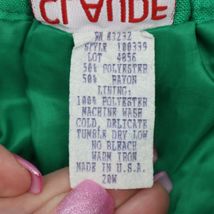 CLAUDE
RN 43232
STYLE 100339
LOT 4056
50% POLYESTER
50% RAYON
LINING:
100% POLYESTER
MACHINE WASH
COLD, DELICATE
TUMBLE DRY LOW
NO BLEACH
WARM IRON
MADE IN U.S.A.
20W